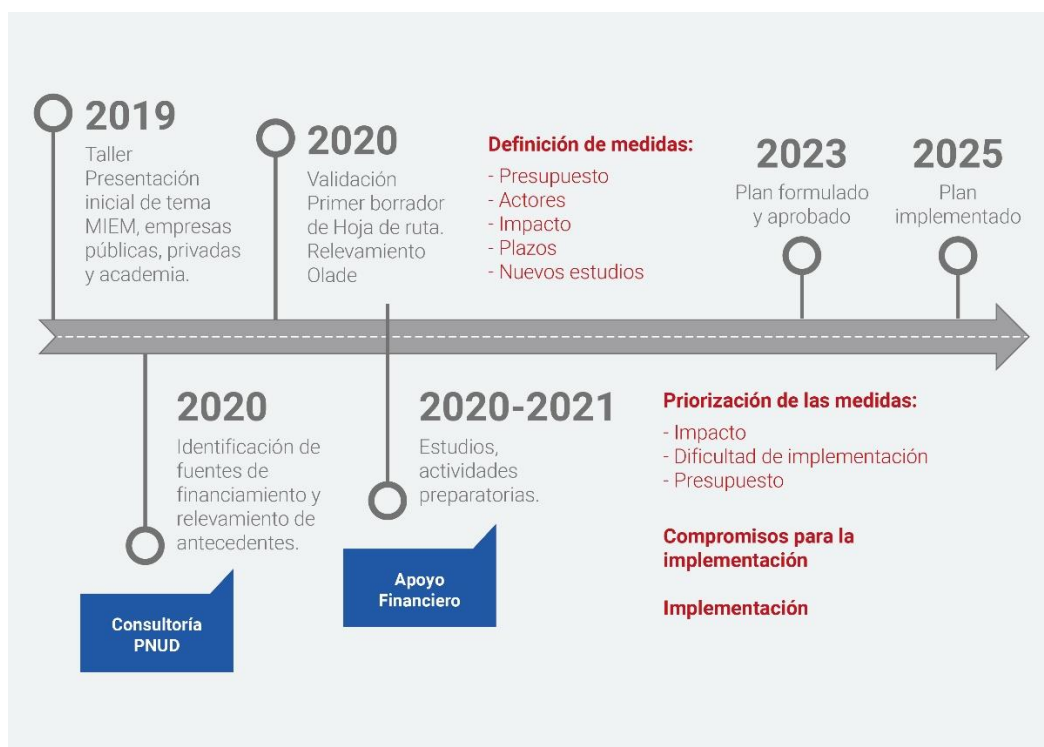 2019
Taller
Presentación
inicial de tema
MIEM, empresas
públicas, privadas
y academia.
2020
Validación
Primer borrador
de Hoja de ruta.
Relevamiento
Olade
Definición de medidas:
- Presupuesto
- Actores
- Impacto
- Plazos
- Nuevos estudios
2023
Plan formulado
y aprobado
2025
Plan
implementado
2020
Identificación de
fuentes de
financiamiento y
relevamiento de
antecedentes.
Consultoría
PNUD
2020-2021
Estudios,
actividades
preparatorias.
Apoyo
Financiero
Priorización de las medidas:
- Impacto
- Dificultad de implementación
- Presupuesto
Compromisos para la
implementación
Implementación